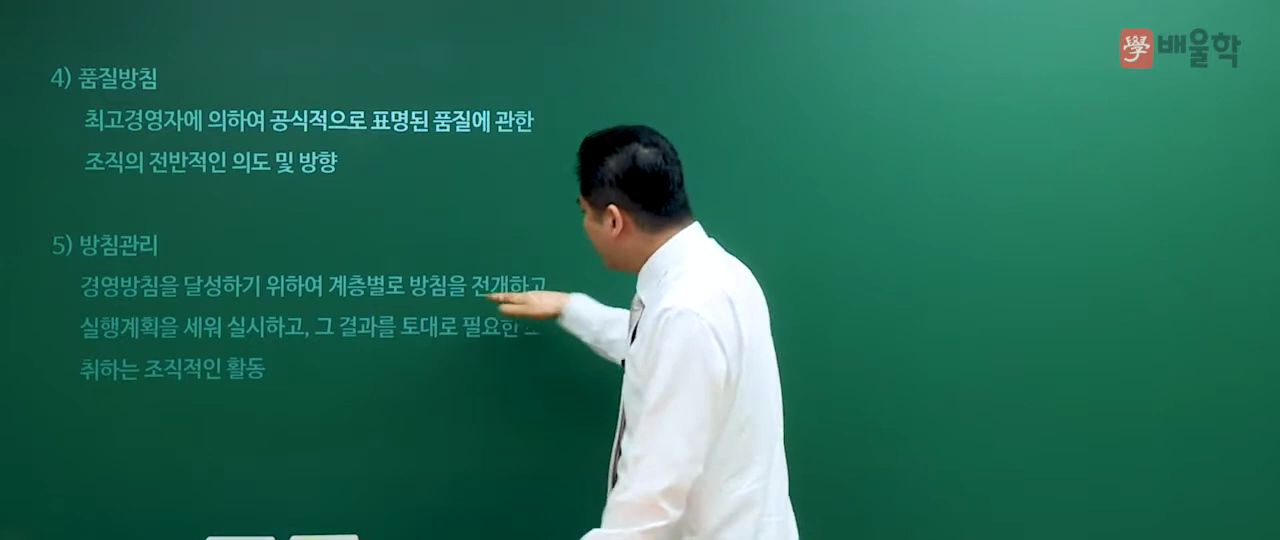 學 배울학
4) 품질방침
최고경영자에 의하여 공식적으로 표명된 품질에 관한
조직의 전반적인 의도 및 방향
5) 방침관리
경영방침을 달성하기 위하여 계층별로 방침을 전개하고
실행계획을 세워 실시하고, 그 결과를 토대로 필요한
취하는 조직적인 활동